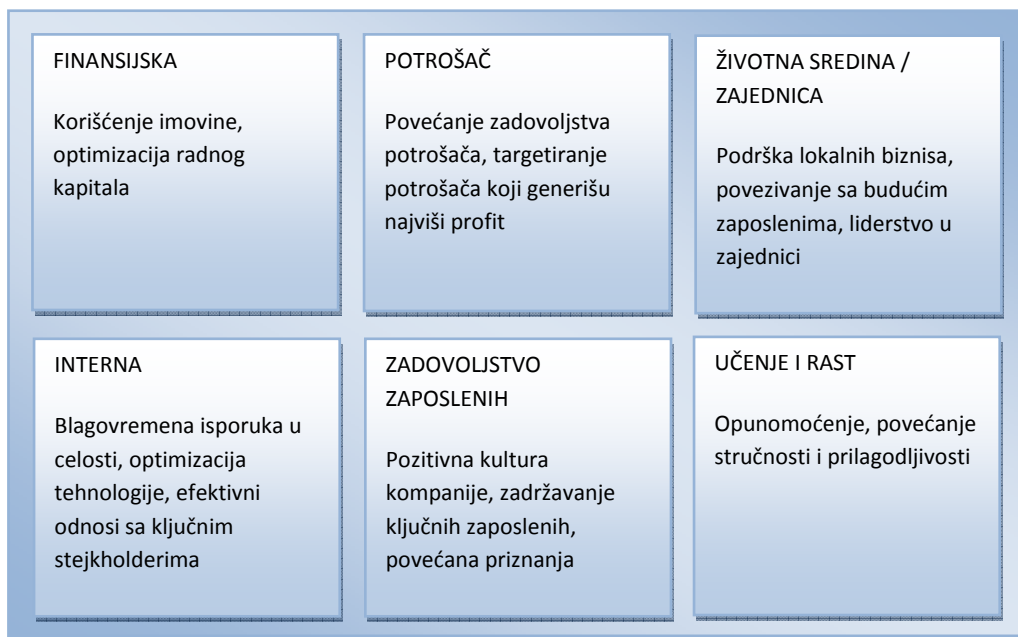 FINANSIJSKA
Korišćenje imovine,
optimizacija radnog
kapitala
POTROŠAČ
Povećanje zadovoljstva
potrošača, targetiranje
potrošača koji generišu
najviši profit
ŽIVOTNA SREDINA /
ZAJEDNICA
Podrška lokalnih biznisa,
povezivanje sa budućim
zaposlenima, liderstvo u
zajednici
INTERNA
Blagovremena isporuka u
celosti, optimizacija
tehnologije, efektivni
odnosi sa ključnim
stejkholderima
ZADOVOLJSTVO
ZAPOSLENIH
Pozitivna kultura
kompanije, zadržavanje
ključnih zaposlenih,
povećana priznanja
UČENJE I RAST
Opunomoćenje, povećanje
stručnosti i prilagodljivosti